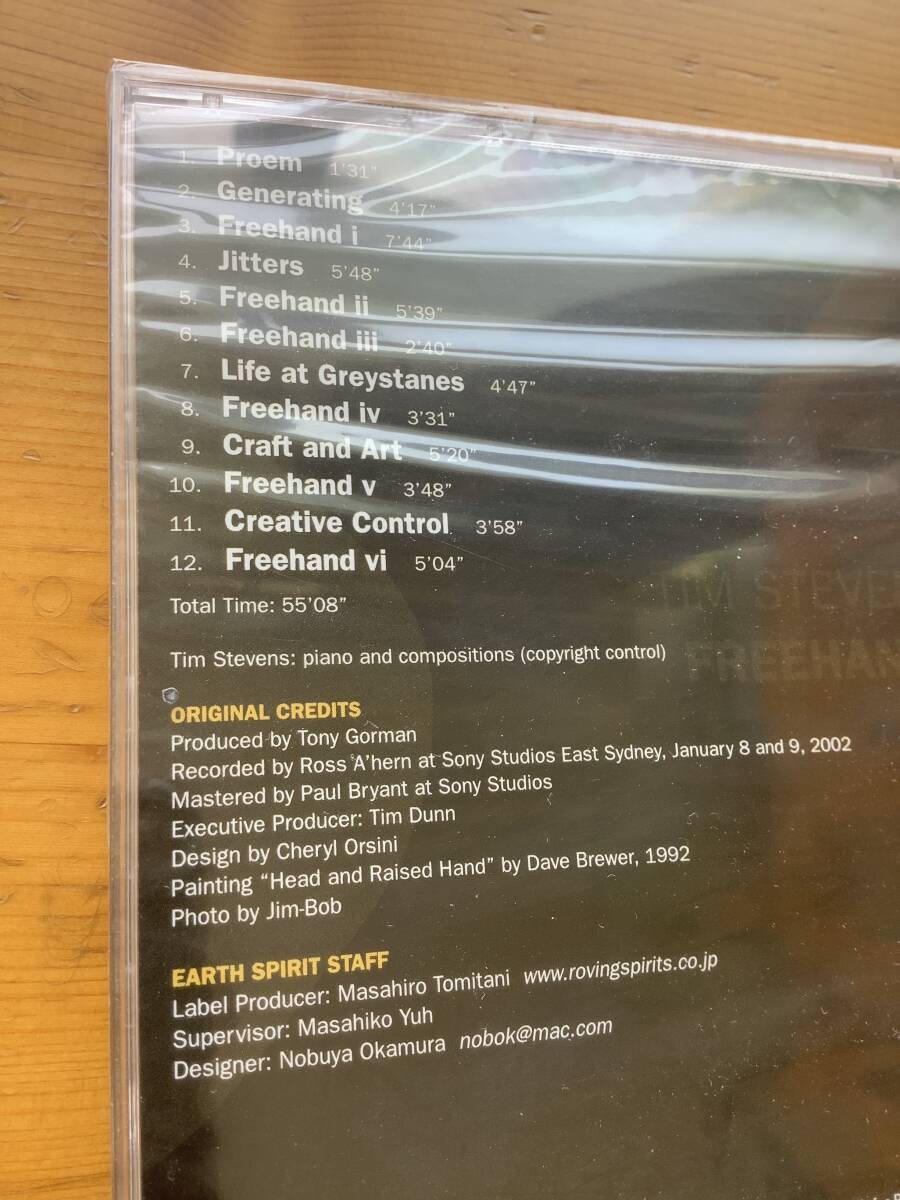 1. Proem 1'31"
2. Generating 4'17"
3. Freehand i 7'44"
4. Jitters 5'48"
5. Freehand ii 5'39"
6. Freehand iii 2'40"
7. Life at Greystanes 4'47"
8. Freehand iv 3'31"
9. Craft and Art 5'20"
10. Freehand v 3'48"
11. Creative Control 3'58"
12. Freehand vi 5'04"
Total Time: 55'08"
Tim Stevens: piano and compositions (copyright control)
TIM STEVE
FREEHAN
ORIGINAL CREDITS
Produced by Tony Gorman
Recorded by Ross A'hern at Sony Studios East Sydney, January 8 and 9, 2002
Mastered by Paul Bryant at Sony Studios
Executive Producer: Tim Dunn
Design by Cheryl Orsini
Painting “Head and Raised Hand” by Dave Brewer, 1992
Photo by Jim-Bob
EARTH SPIRIT STAFF
Label Producer: Masahiro Tomitani www.rovingspirits.co.jp
Supervisor: Masahiko Yuh
Designer: Nobuya Okamura nobok@mac.com